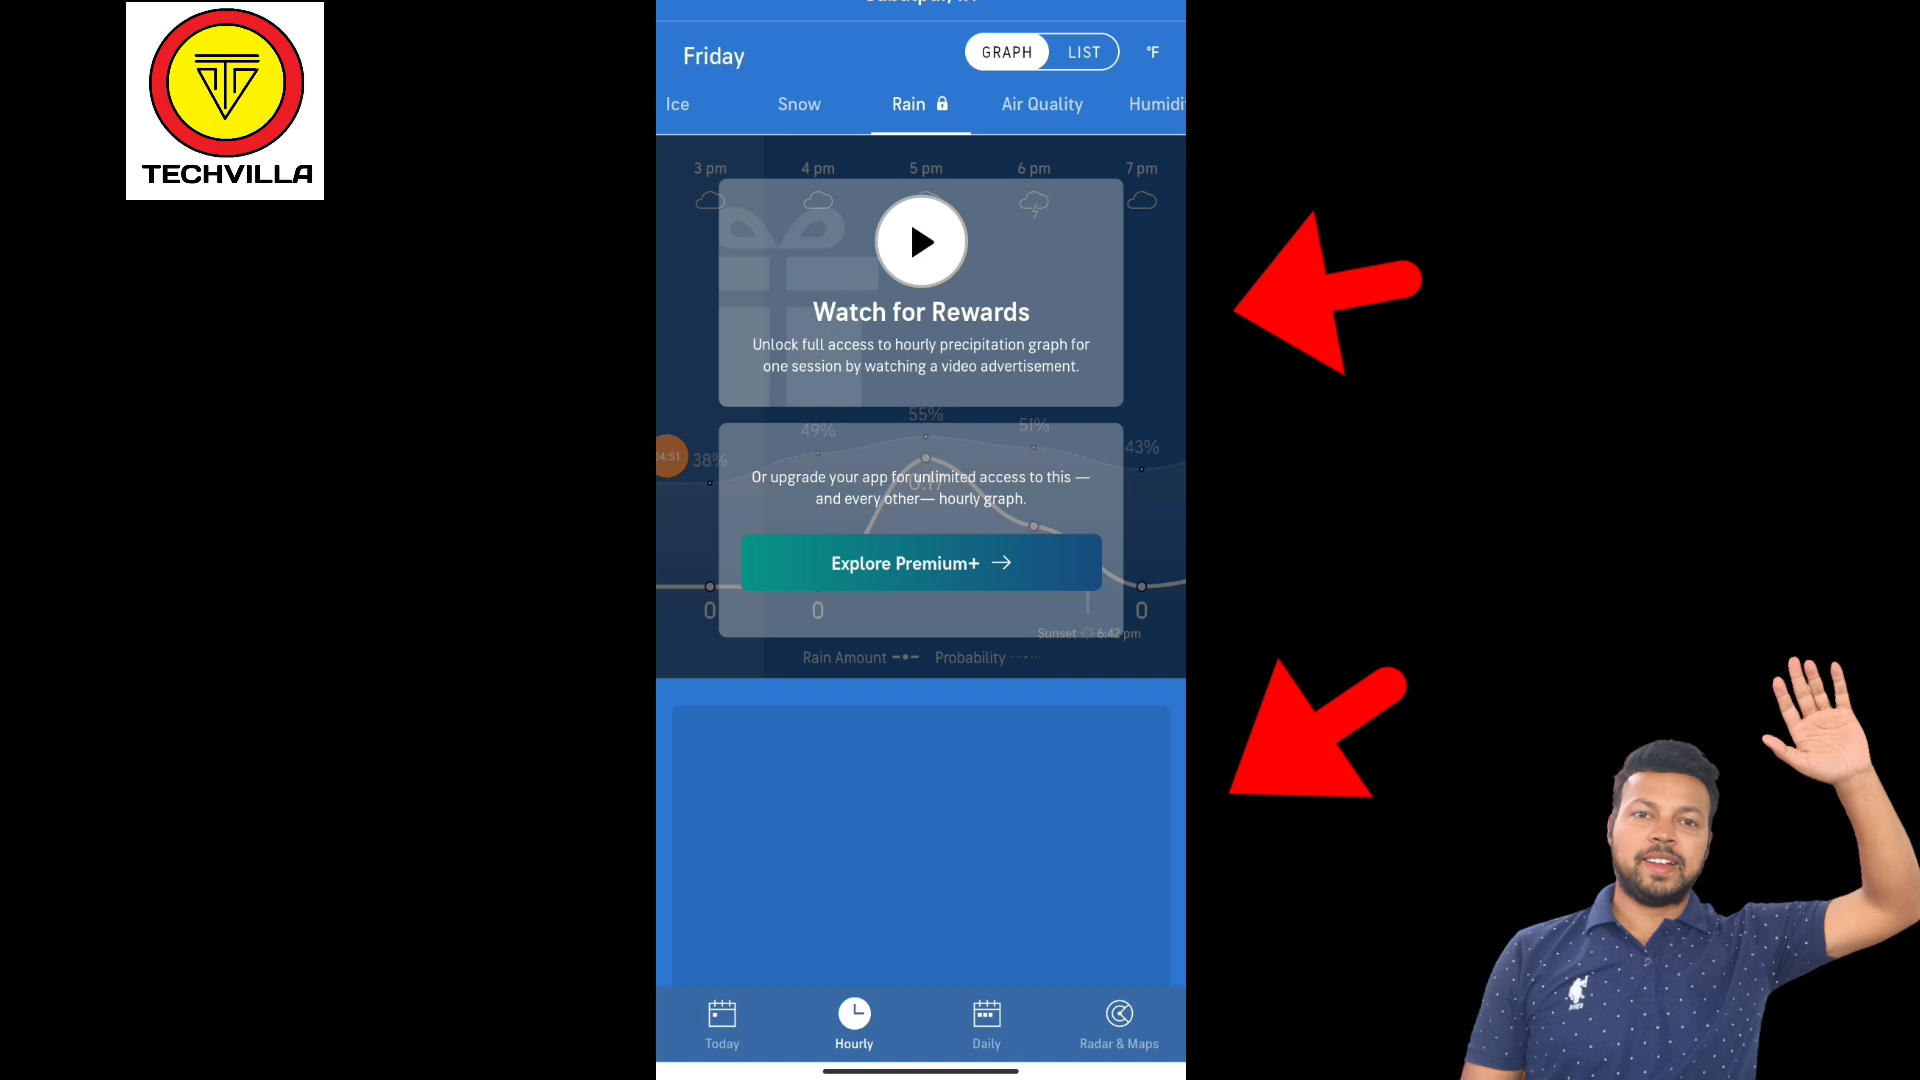 TECHVILLA
Friday
GRAPH
LIST
°F
Ice
Snow
Rain
Air Quality
Humidi
3 pm
4 pm
5 pm
6 pm
7 pm
Watch for Rewards
Unlock full access to hourly precipitation graph for
one session by watching a video advertisement.
38%
49%
55%
51%
43%
04:51
Or upgrade your app for unlimited access to this —
and every other— hourly graph.
Explore Premium+
0
0
0
Sunset
6:42 pm
Rain Amount
Probability
Today
Hourly
Daily
Radar & Maps